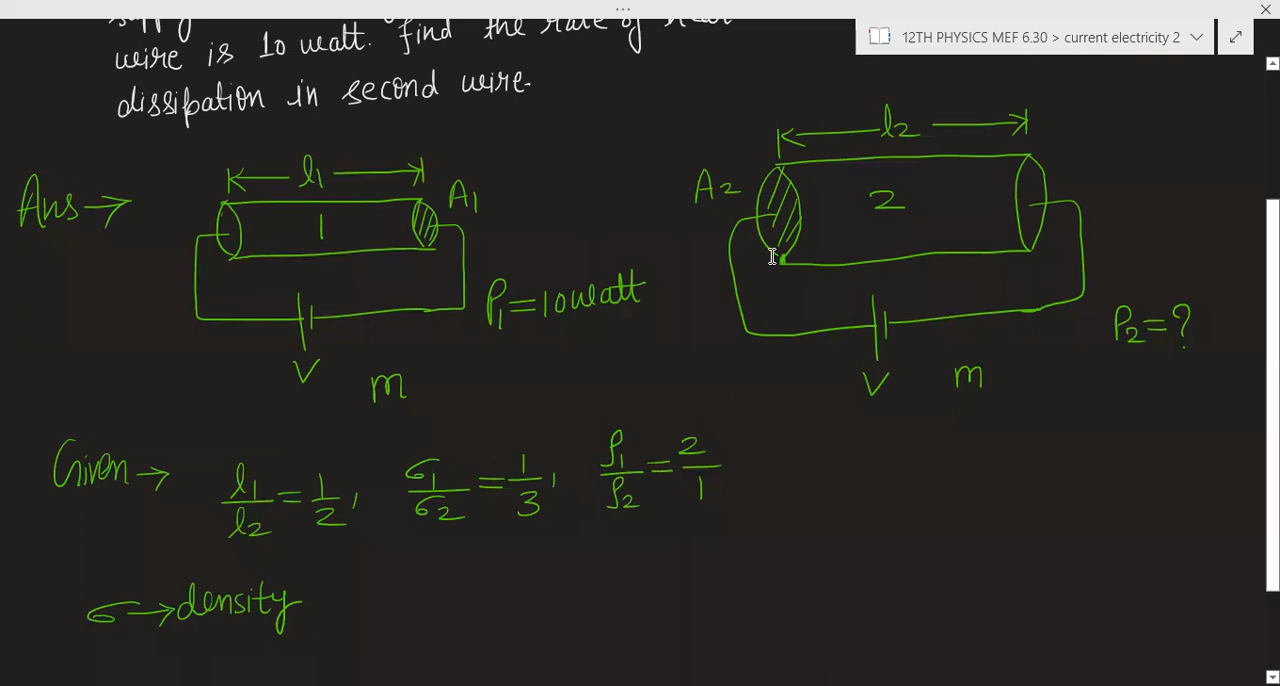 12TH PHYSICS MEF 6.30 > current electricity 2
supply
wire is 10 watt. find the rate of heat
dissipation in second wire.
Ans →
l1
A1
1
P1 = 10 watt
V
m
l2
A2
2
P2 = ?
V
m
Given → l1/l2 = 1/2, σ1/σ2 = 1/3, ρ1/ρ2 = 2/1
σ → density